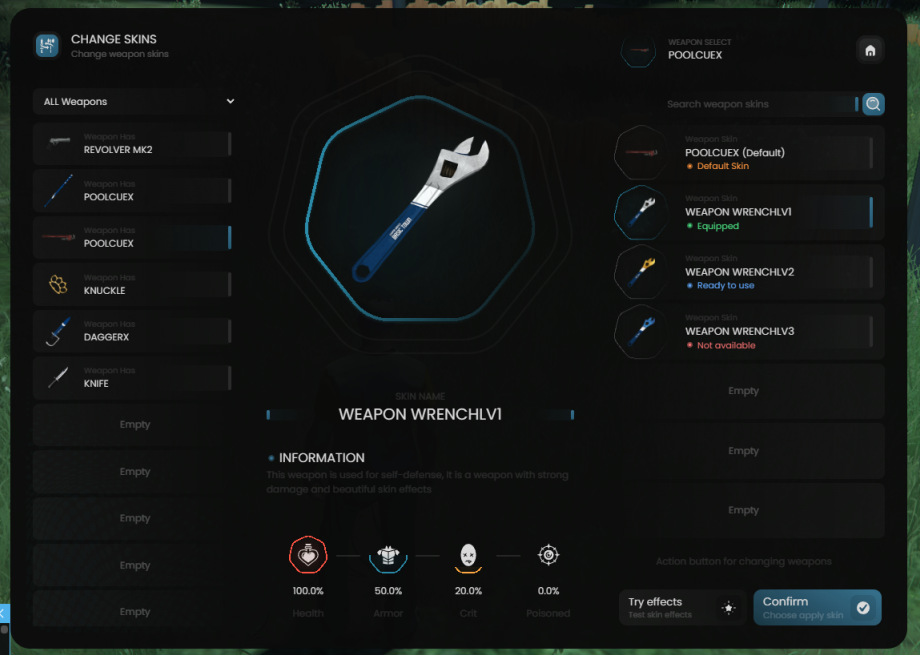 CHANGE SKINS
Change weapon skins
WEAPON SELECT
POOLCUEX
ALL Weapons
Weapon Has
REVOLVER MK2
Weapon Has
POOLCUEX
Weapon Has
POOLCUEX
Weapon Has
KNUCKLE
Weapon Has
DAGGERX
Weapon Has
KNIFE
Empty
Empty
Empty
Empty
Empty
SKIN NAME
WEAPON WRENCHLV1
INFORMATION
This weapon is used for self-defense, it is a weapon with strong
damage and beautiful skin effects
100.0%
50.0%
20.0%
0.0%
Health
Armor
Crit
Poisoned
Search weapon skins
Weapon Skin
POOLCUEX (Default)
Default Skin
Weapon Skin
WEAPON WRENCHLV1
Equipped
Weapon Skin
WEAPON WRENCHLV2
Ready to use
Weapon Skin
WEAPON WRENCHLV3
Not available
Empty
Empty
Empty
Action button for changing weapons
Try effects
Test skin effects
Confirm
Choose apply skin